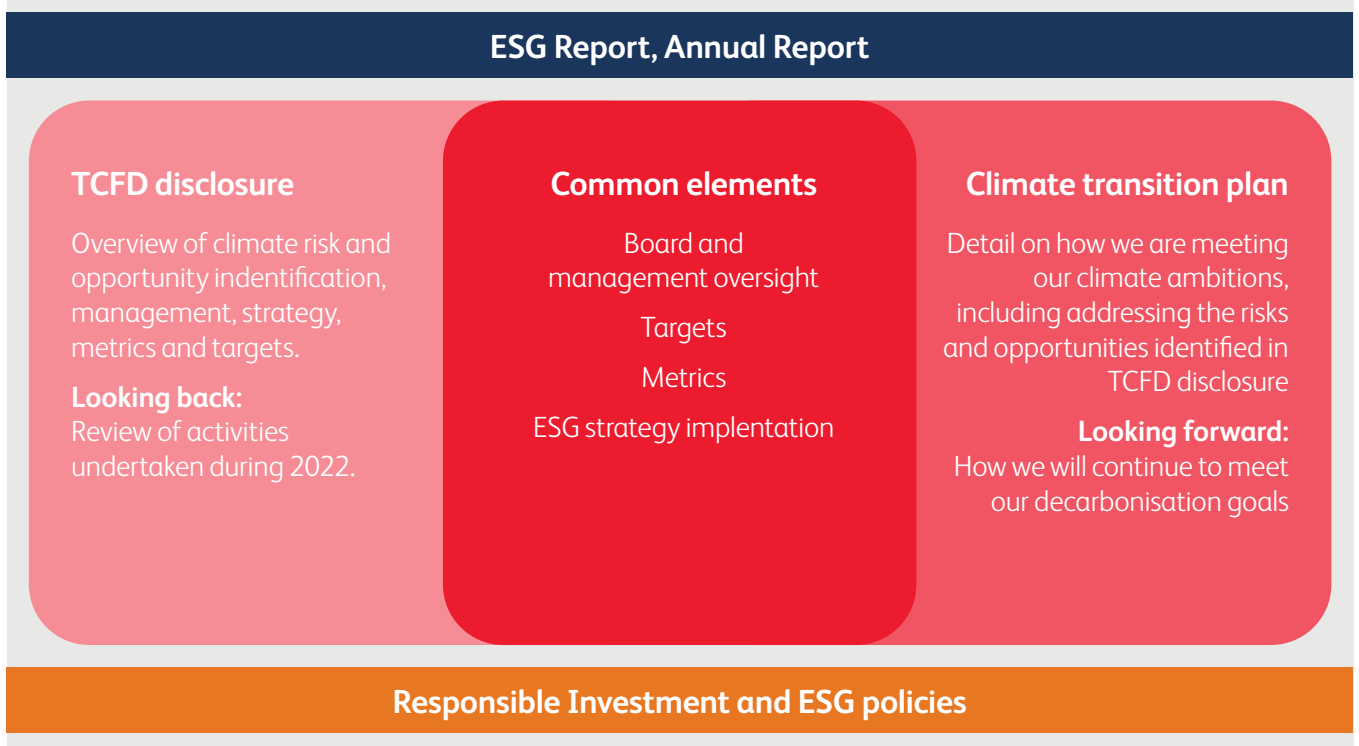 ESG Report, Annual Report
TCFD disclosure
Overview of climate risk and
opportunity indentification,
management, strategy,
metrics and targets.
Looking back:
Review of activities
undertaken during 2022.
Common elements
Board and
management oversight
Targets
Metrics
ESG strategy implentation
Climate transition plan
Detail on how we are meeting
our climate ambitions,
including addressing the risks
and opportunities identified in
TCFD disclosure
Looking forward:
How we will continue to meet
our decarbonisation goals
Responsible Investment and ESG policies